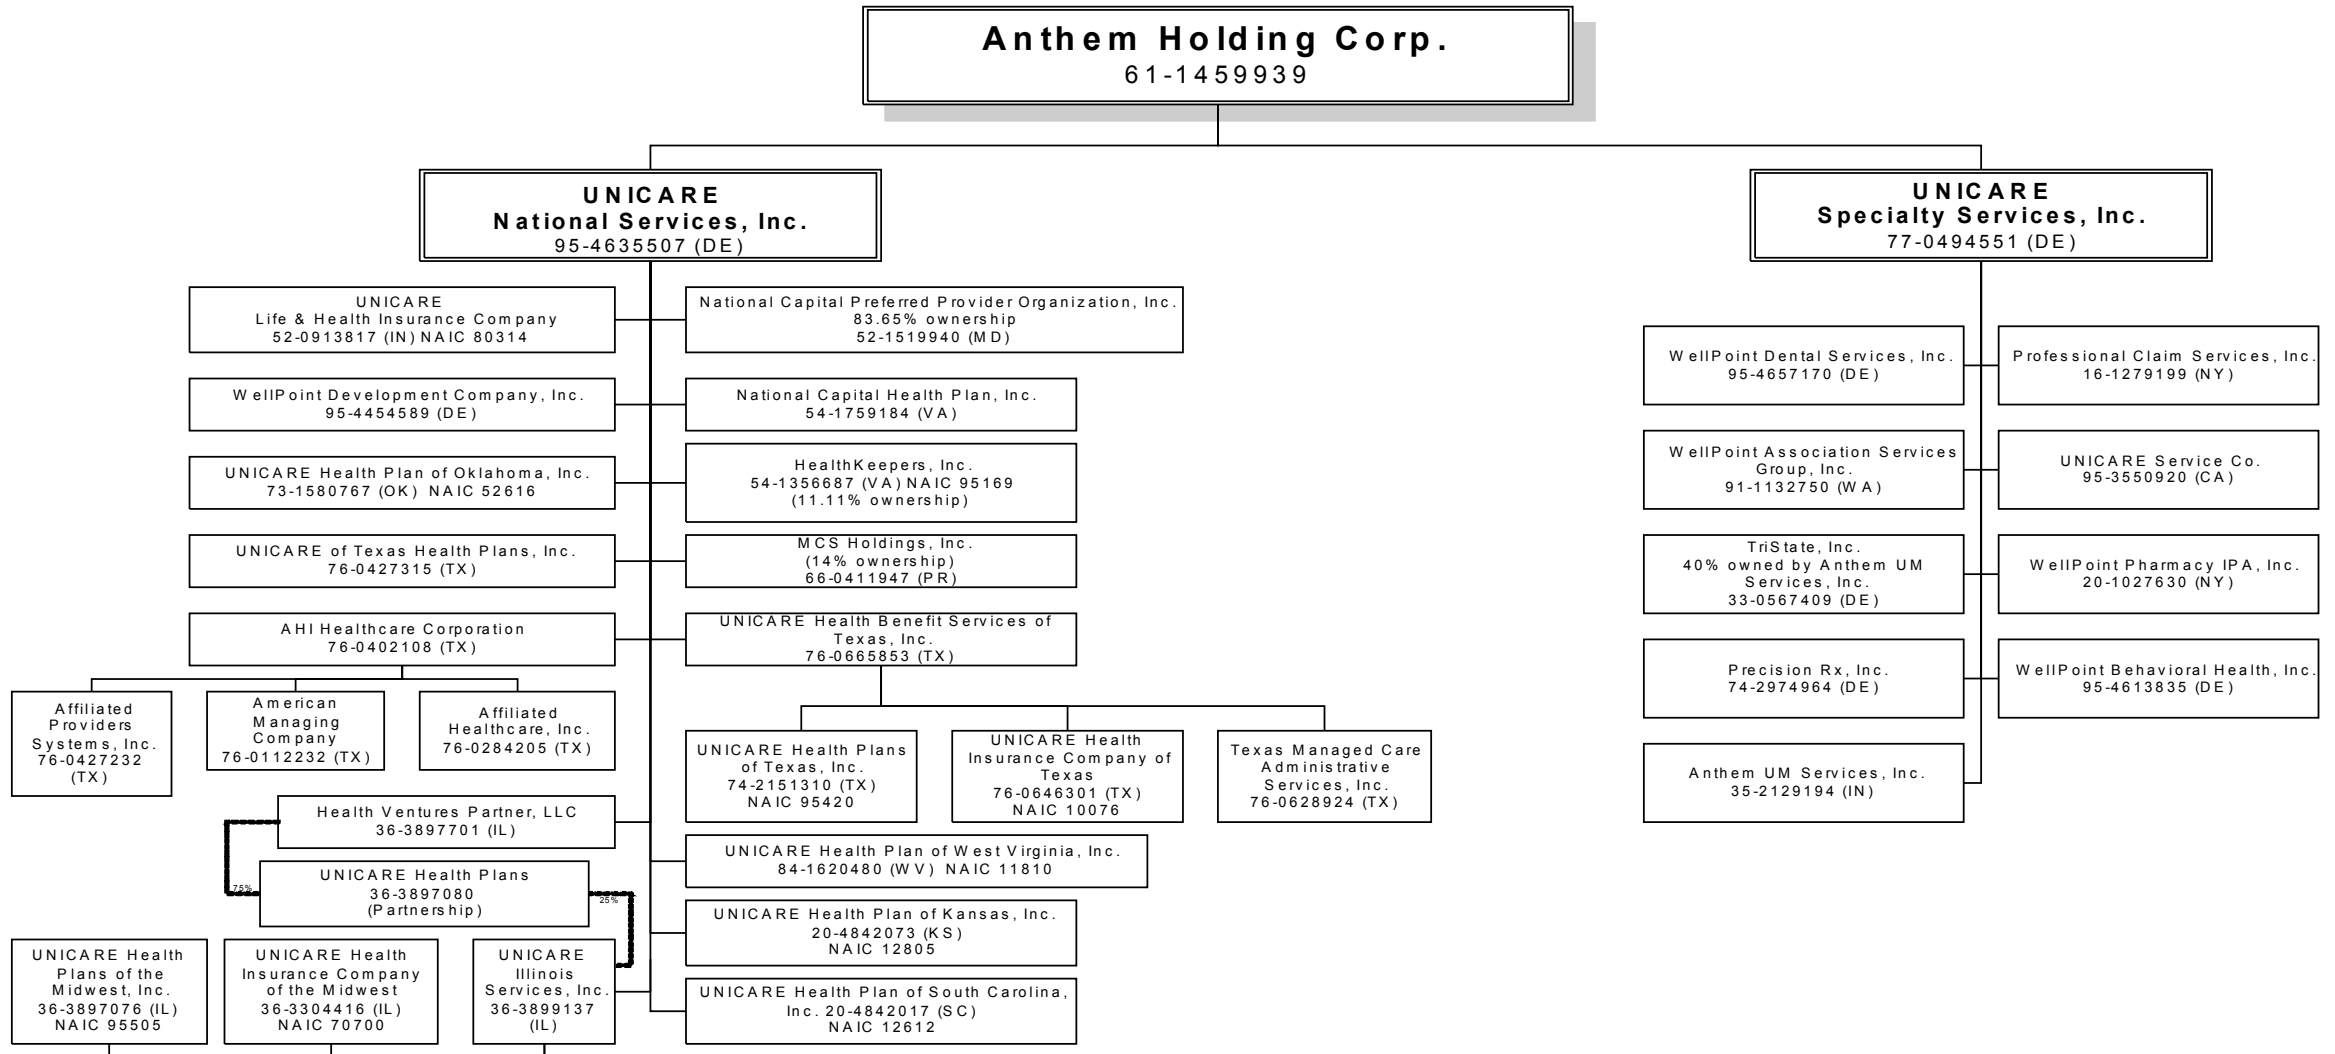 Anthem Holding Corp.
61-1459939
UNICARE
National Services, Inc.
95-4635507 (DE)
UNICARE
Specialty Services, Inc.
77-0494551 (DE)
UNICARE
Life & Health Insurance Company
52-0913817 (IN) NAIC 80314
National Capital Preferred Provider Organization, Inc.
83.65% ownership
52-1519940 (MD)
WellPoint Development Company, Inc.
95-4454589 (DE)
National Capital Health Plan, Inc.
54-1759184 (VA)
UNICARE Health Plan of Oklahoma, Inc.
73-1580767 (OK) NAIC 52616
HealthKeepers, Inc.
54-1356687 (VA) NAIC 95169
(11.11% ownership)
UNICARE of Texas Health Plans, Inc.
76-0427315 (TX)
MCS Holdings, Inc.
(14% ownership)
66-0411947 (PR)
AHI Healthcare Corporation
76-0402108 (TX)
UNICARE Health Benefit Services of
Texas, Inc.
76-0665853 (TX)
Affiliated
Providers
Systems, Inc.
76-0427232
(TX)
American
Managing
Company
76-0112232 (TX)
Affiliated
Healthcare, Inc.
76-0284205 (TX)
UNICARE Health Plans
of Texas, Inc.
74-2151310 (TX)
NAIC 95420
UNICARE Health
Insurance Company of
Texas
76-0646301 (TX)
NAIC 10076
Texas Managed Care
Administrative
Services, Inc.
76-0628924 (TX)
Health Ventures Partner, LLC
36-3897701 (IL)
75%
UNICARE Health Plans
36-3897080
(Partnership)
25%
UNICARE Health Plan of West Virginia, Inc.
84-1620480 (WV) NAIC 11810
UNICARE Health Plan of Kansas, Inc.
20-4842073 (KS)
NAIC 12805
UNICARE Health
Plans of the
Midwest, Inc.
36-3897076 (IL)
NAIC 95505
UNICARE Health
Insurance Company
of the Midwest
36-3304416 (IL)
NAIC 70700
UNICARE
Illinois
Services, Inc.
36-3899137
(IL)
UNICARE Health Plan of South Carolina,
Inc. 20-4842017 (SC)
NAIC 12612
WellPoint Dental Services, Inc.
95-4657170 (DE)
Professional Claim Services, Inc.
16-1279199 (NY)
WellPoint Association Services
Group, Inc.
91-1132750 (WA)
UNICARE Service Co.
95-3550920 (CA)
TriState, Inc.
40% owned by Anthem UM
Services, Inc.
33-0567409 (DE)
WellPoint Pharmacy IPA, Inc.
20-1027630 (NY)
Precision Rx, Inc.
74-2974964 (DE)
WellPoint Behavioral Health, Inc.
95-4613835 (DE)
Anthem UM Services, Inc.
35-2129194 (IN)